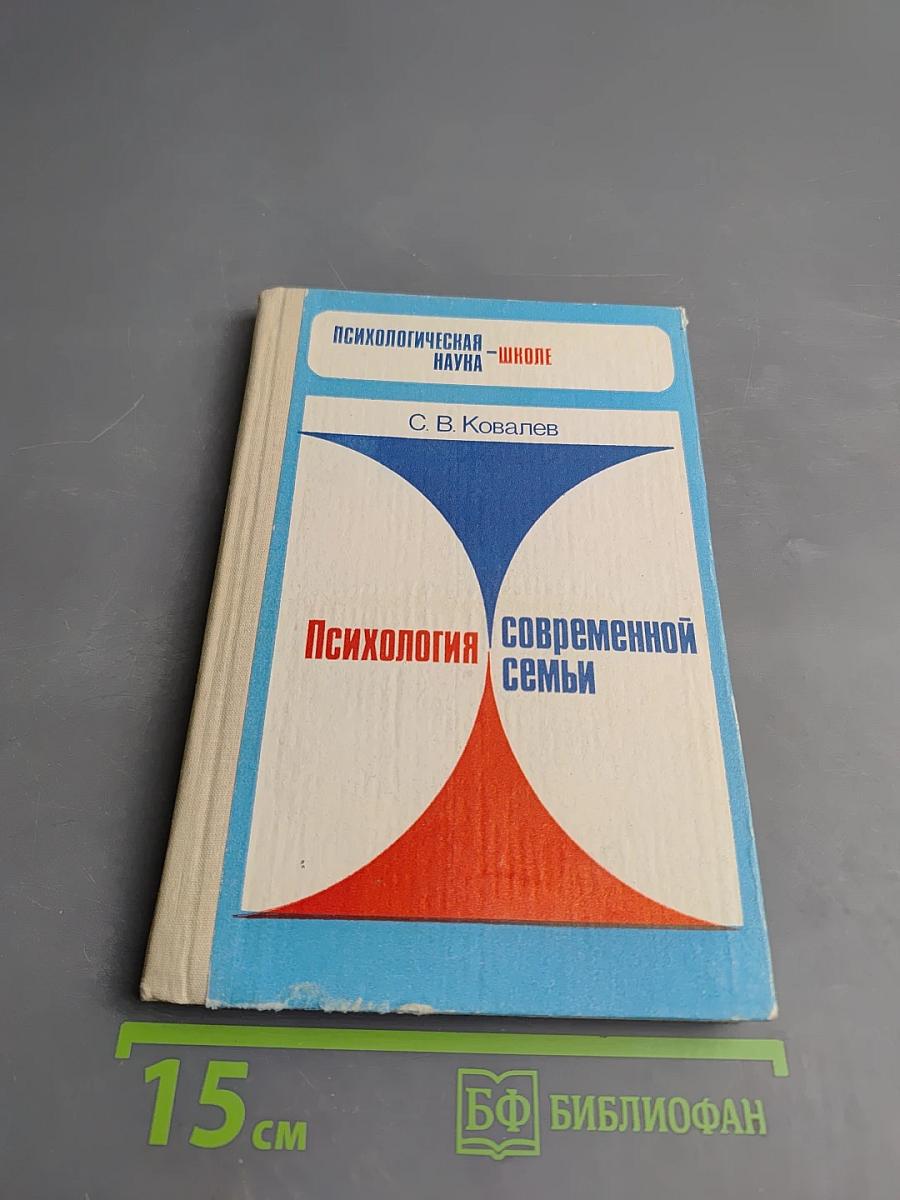 ПСИХОЛОГИЧЕСКАЯ
НАУКА – ШКОЛЕ
С. В. Ковалев
Психология
современной
семьи
15 см
БФ БИБЛИОФАН